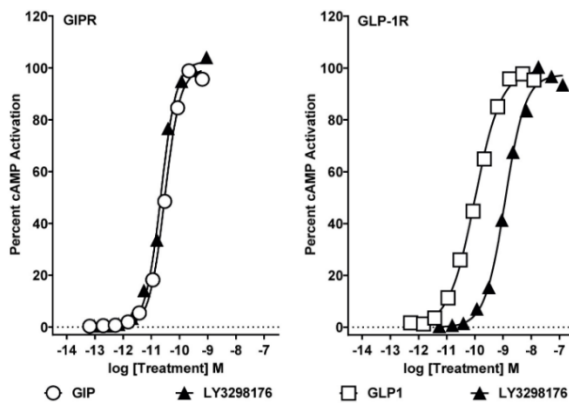 GIPR
Percent cAMP Activation
120
100
80
60
40
20
0
-14 -13 -12 -11 -10 -9 -8 -7
log [Treatment] M
GIP LY3298176
GLP-1R
Percent cAMP Activation
120
100
80
60
40
20
0
-14 -13 -12 -11 -10 -9 -8 -7
log [Treatment] M
GLP1 LY3298176